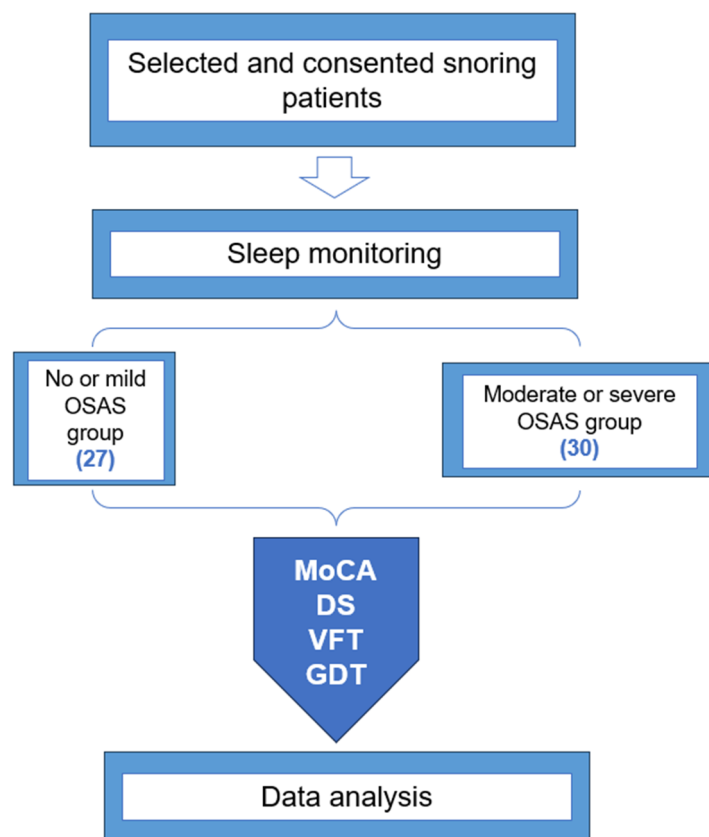 Selected and consented snoring
patients
Sleep monitoring
No or mild
OSAS
group
(27)
Moderate or severe
OSAS group
(30)
MoCA
DS
VFT
GDT
Data analysis